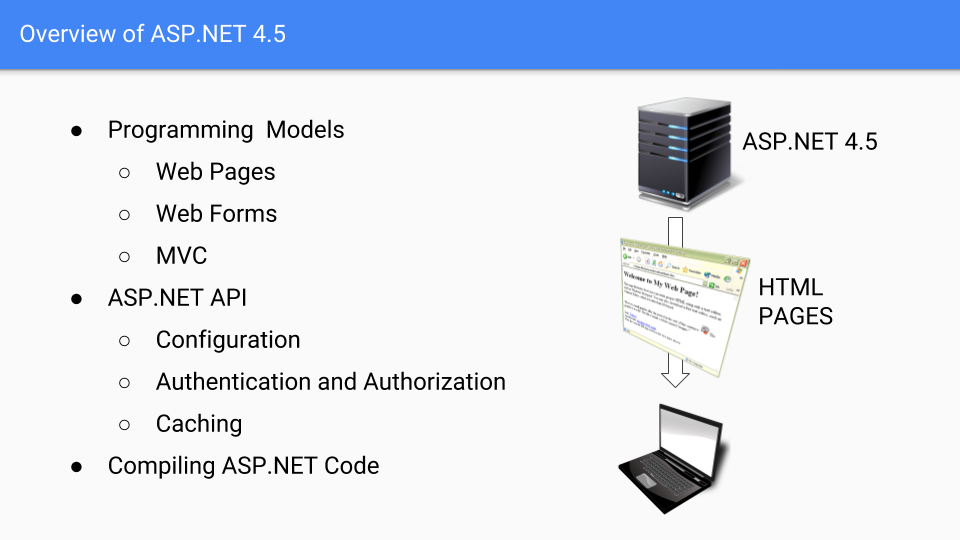 Overview of ASP.NET 4.5
● Programming Models
○ Web Pages
○ Web Forms
○ MVC
● ASP.NET API
○ Configuration
○ Authentication and Authorization
○ Caching
● Compiling ASP.NET Code
ASP.NET 4.5
Welcome to My Web Page!
HTML
PAGES